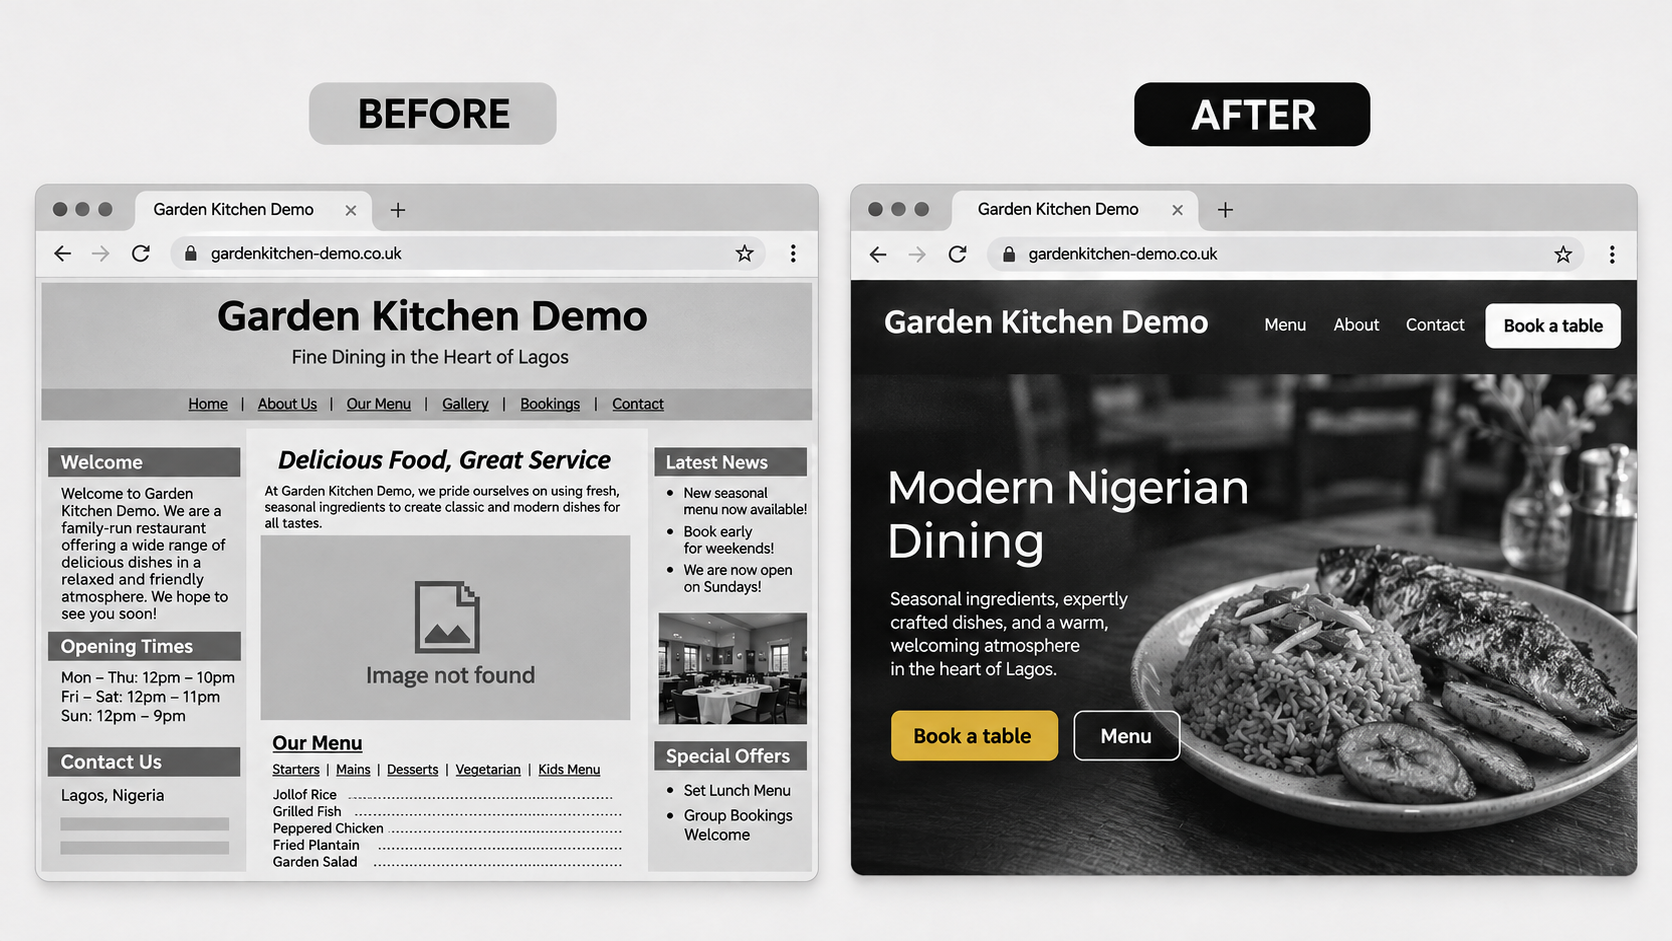 BEFORE
Garden Kitchen Demo
gardenkitchen-demo.co.uk
Garden Kitchen Demo
Fine Dining in the Heart of Lagos
Home | About Us | Our Menu | Gallery | Bookings | Contact
Welcome
Welcome to Garden
Kitchen Demo. We are a
family-run restaurant
offering a wide range of
delicious dishes in a
relaxed and friendly
atmosphere. We hope to
see you soon!
Opening Times
Mon – Thu: 12pm – 10pm
Fri – Sat: 12pm – 11pm
Sun: 12pm – 9pm
Contact Us
Lagos, Nigeria
Delicious Food, Great Service
At Garden Kitchen Demo, we pride ourselves on using fresh,
seasonal ingredients to create classic and modern dishes for
all tastes.
Image not found
Our Menu
Starters | Mains | Desserts | Vegetarian | Kids Menu
Jollof Rice
Grilled Fish
Peppered Chicken
Fried Plantain
Garden Salad
Latest News
• New seasonal
menu now available!
• Book early
for weekends!
• We are now open
on Sundays!
Special Offers
• Set Lunch Menu
• Group Bookings
Welcome
AFTER
Garden Kitchen Demo
gardenkitchen-demo.co.uk
Garden Kitchen Demo
Menu About Contact Book a table
Modern Nigerian
Dining
Seasonal ingredients, expertly
crafted dishes, and a warm,
welcoming atmosphere
in the heart of Lagos.
Book a table Menu